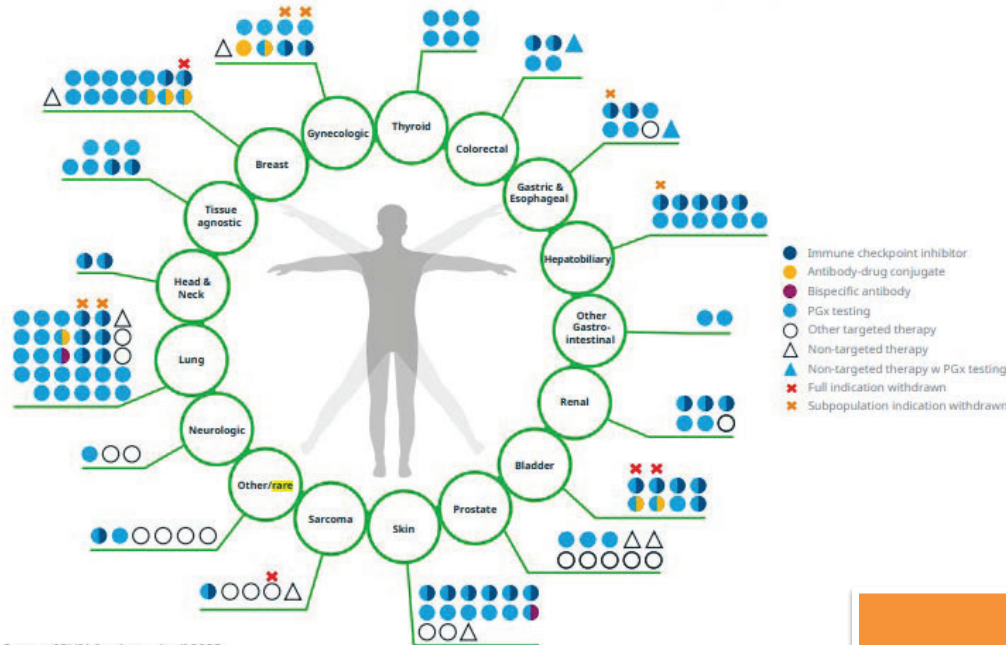 Gynecologic
Thyroid
Colorectal
Breast
Gastric &
Esophageal
Tissue
agnostic
Hepatobiliary
Head &
Neck
Other
Gastro-
intestinal
Lung
Renal
Neurologic
Bladder
Other/rare
Prostate
Sarcoma
Skin
Immune checkpoint inhibitor
Antibody-drug conjugate
Bispecific antibody
PGx testing
Other targeted therapy
Non-targeted therapy
Non-targeted therapy w PGx testing
Full indication withdrawn
Subpopulation indication withdrawn